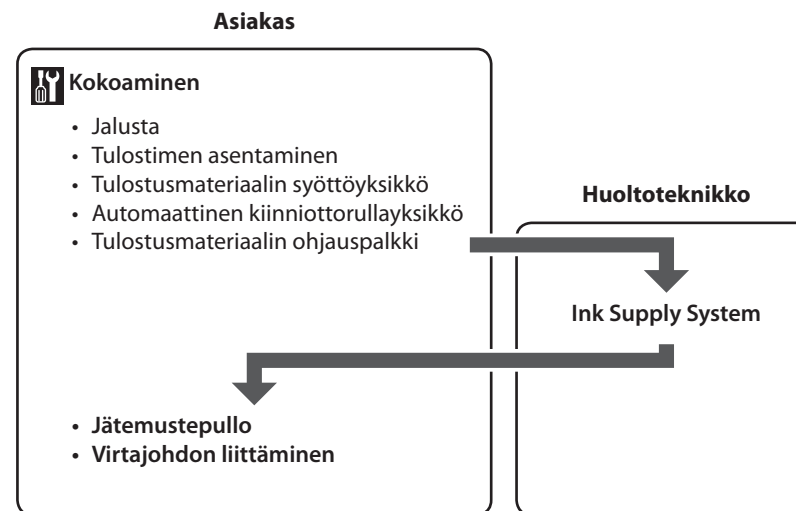 Asiakas
Kokoaminen
• Jalusta
• Tulostimen asentaminen
• Tulostusmateriaalin syöttöyksikkö
• Automaattinen kiinniottorullayksikkö
• Tulostusmateriaalin ohjauspalkki
Huoltoteknikko
Ink Supply System
• Jätemustepullo
• Virtajohdon liittäminen